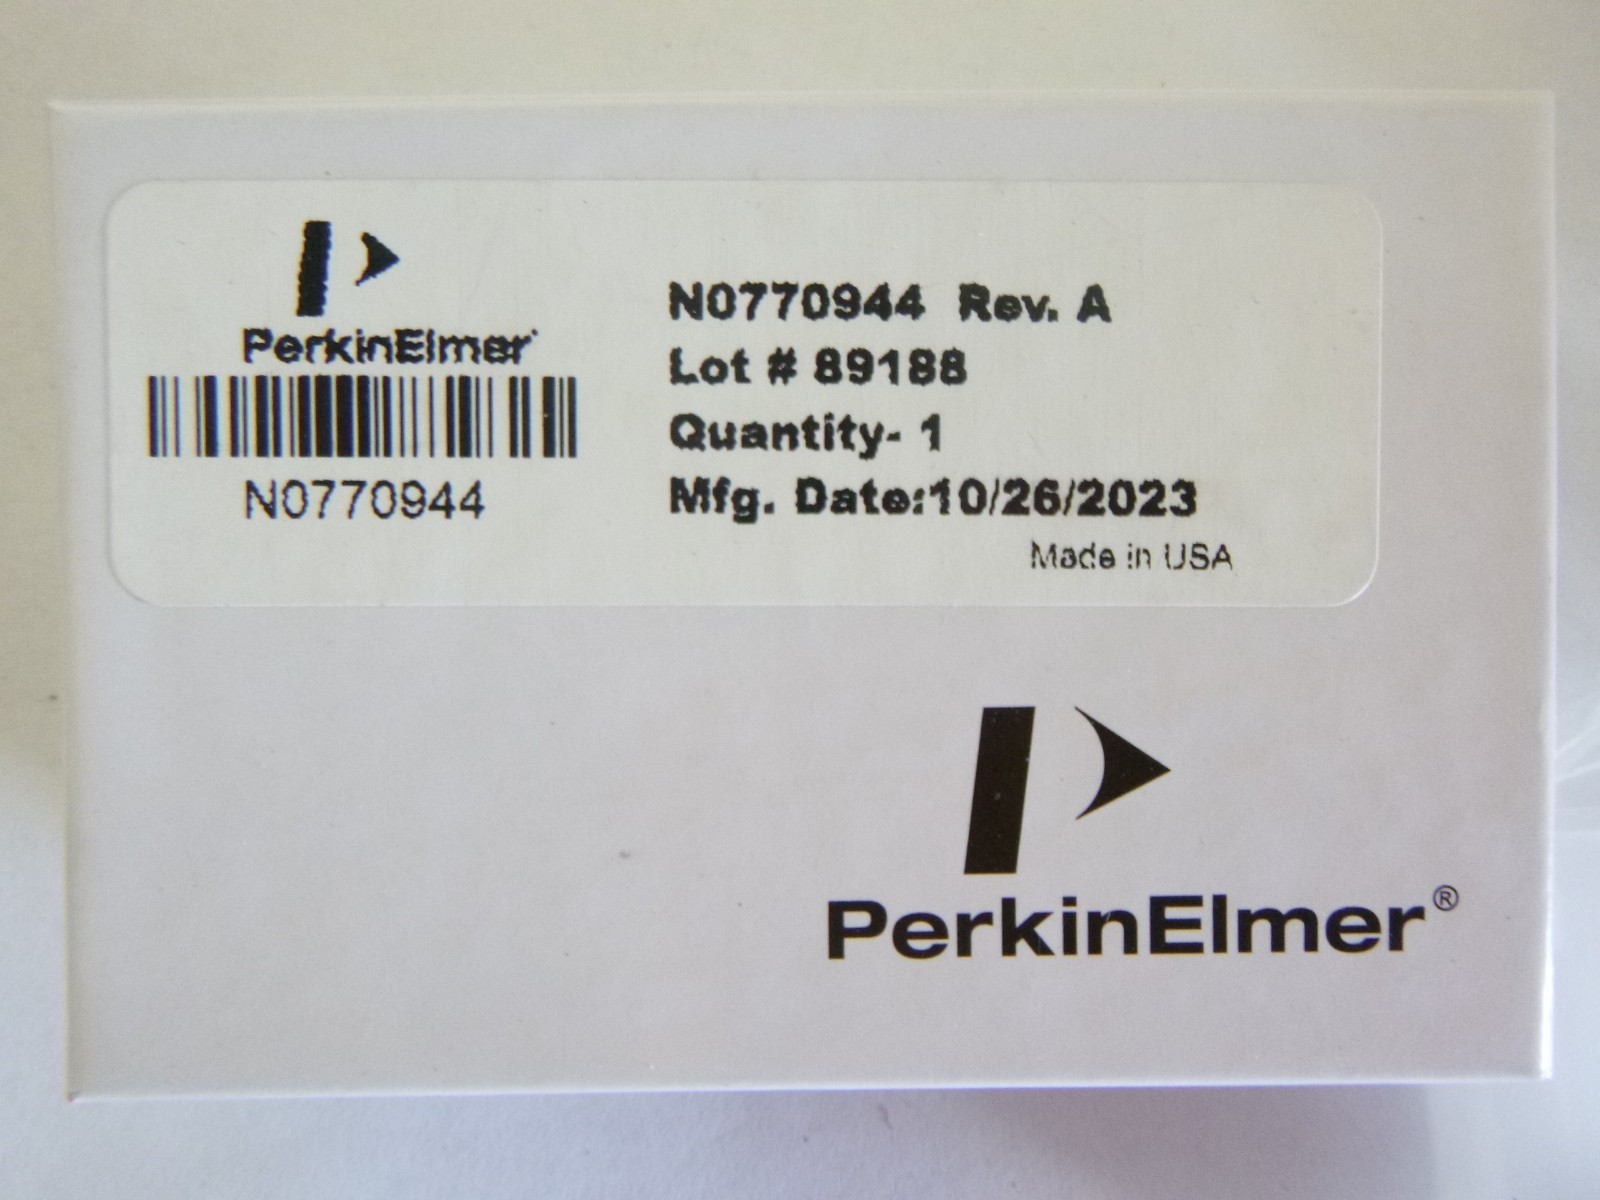 PerkinElmer
N0770944
N0770944 Rev. A
Lot # 89188
Quantity- 1
Mfg. Date:10/26/2023
Made in USA
PerkinElmer®